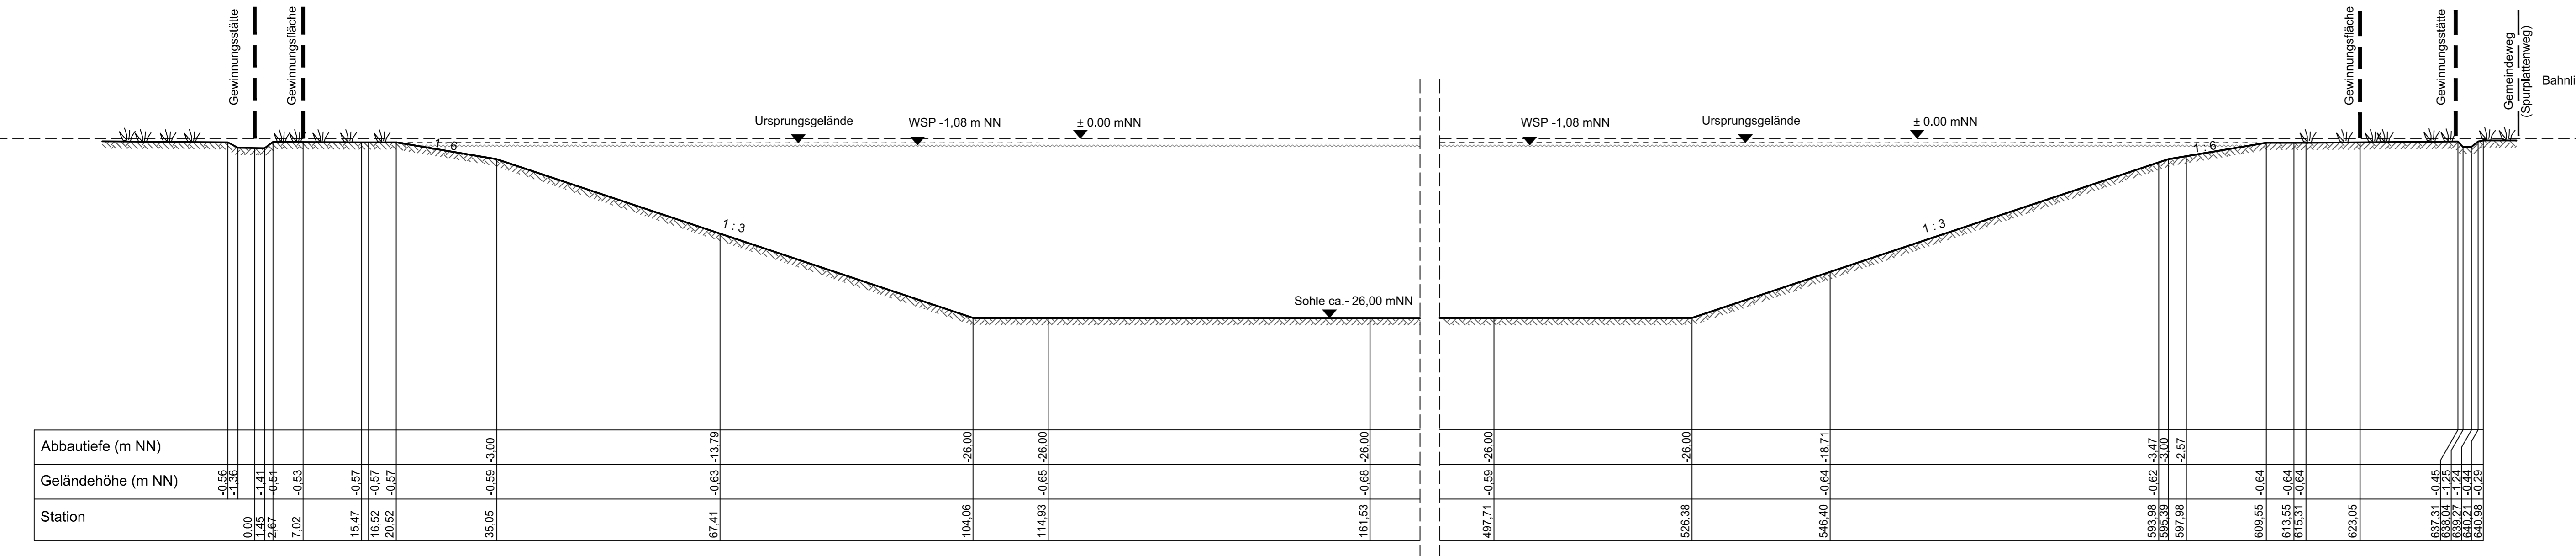 Gewinnungsstätte
Gewinnungsfläche
Gewinnungsfläche
Gewinnungsstätte
Gemeindeweg
(Spurplattenweg)
Bahnli
Ursprungsgelände
WSP -1,08 m NN
± 0.00 mNN
WSP -1,08 mNN
Ursprungsgelände
± 0.00 mNN
1 : 6
1 : 6
1 : 3
1 : 3
Sohle ca.- 26,00 mNN
Abbautiefe (m NN) -3,00 -13,79 -26,00 -26,00 -26,00 -26,00 -26,00 -18,71 -3,47 -3,00 -2,57
Geländehöhe (m NN) -0,56 -1,36 -1,41 -0,51 -0,53 -0,57 -0,57 -0,57 -0,59 -0,63 -0,65 -0,68 -0,59 -0,64 -0,62 -0,64 -0,64 -0,64 -0,45 -1,25 -1,24 -0,44 -0,29
Station 0,00 1,45 2,67 7,02 15,47 16,52 20,52 35,05 67,41 104,06 114,93 161,53 497,71 526.38 546,40 593,98 595,39 597,98 609,55 613,55 615,31 623,05 637,31 638,04 639,27 640,21 640,98